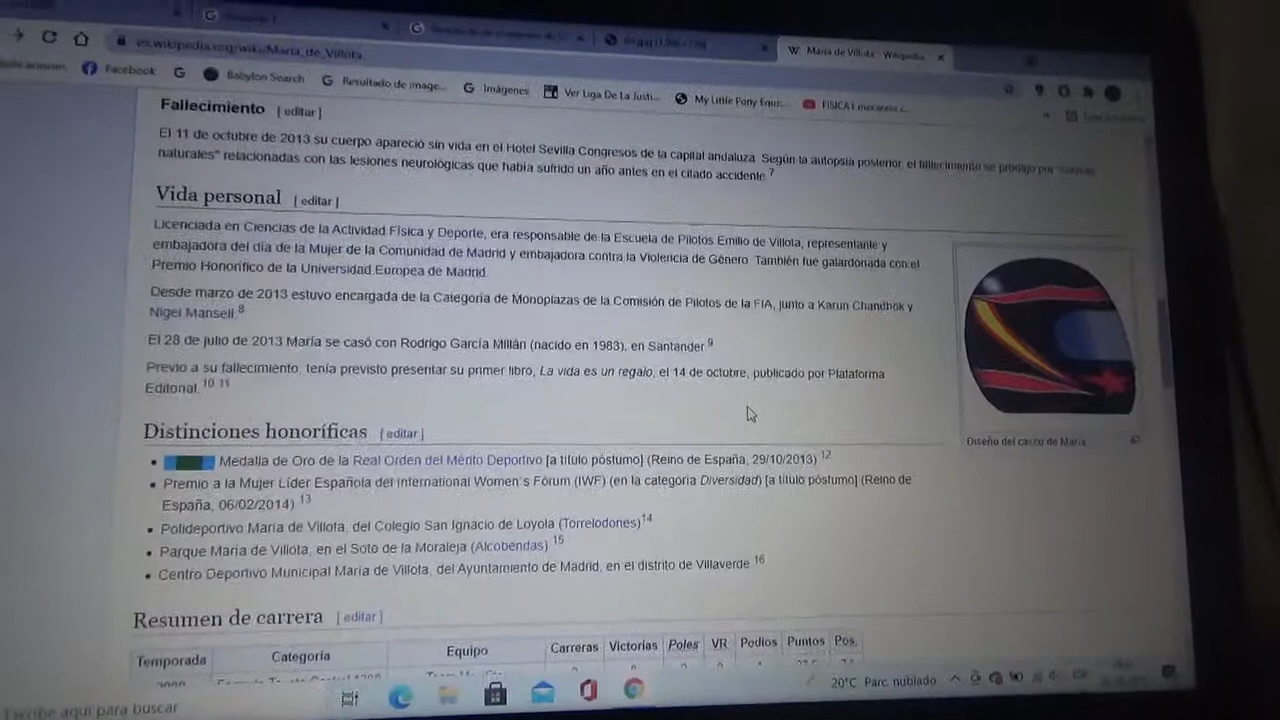 María de Villota - Wikipedia
es.wikipedia.org/wiki/María_de_Villota
Facebook
Babylon Search
Resultado de image...
Imágenes
Ver Liga De La Justi...
My Little Pony Eque...
Fallecimiento [ editar ]
El 11 de octubre de 2013 su cuerpo apareció sin vida en el Hotel Sevilla Congresos de la capital andaluza. Según la autopsia posterior, el fallecimiento se produjo por "causas
naturales" relacionadas con las lesiones neurológicas que había sufrido un año antes en el citado accidente.7
Vida personal [ editar ]
Licenciada en Ciencias de la Actividad Física y Deporte, era responsable de la Escuela de Pilotos Emilio de Villota, representante y
embajadora del día de la Mujer de la Comunidad de Madrid y embajadora contra la Violencia de Género. También fue galardonada con el
Premio Honorífico de la Universidad Europea de Madrid.
Desde marzo de 2013 estuvo encargada de la Categoría de Monoplazas de la Comisión de Pilotos de la FIA, junto a Karun Chandhok y
Nigel Mansell.8
El 28 de julio de 2013 María se casó con Rodrigo García Millán (nacido en 1983), en Santander.9
Previo a su fallecimiento, tenía previsto presentar su primer libro, La vida es un regalo, el 14 de octubre, publicado por Plataforma
Editorial.10 11
Diseño del casco de María
Distinciones honoríficas [ editar ]
• Medalla de Oro de la Real Orden del Mérito Deportivo [a título póstumo] (Reino de España, 29/10/2013).12
• Premio a la Mujer Líder Española del International Women's Forum (IWF) (en la categoría Diversidad) [a título póstumo] (Reino de
España, 06/02/2014).13
• Polideportivo María de Villota, del Colegio San Ignacio de Loyola (Torrelodones)14
• Parque María de Villota, en el Soto de la Moraleja (Alcobendas) 15
• Centro Deportivo Municipal María de Villota, del Ayuntamiento de Madrid, en el distrito de Villaverde.16
Resumen de carrera [ editar ]
Temporada Categoría Equipo Carreras Victorias Poles VR Podios Puntos Pos.
20°C Parc. nublado
Escribe aquí para buscar